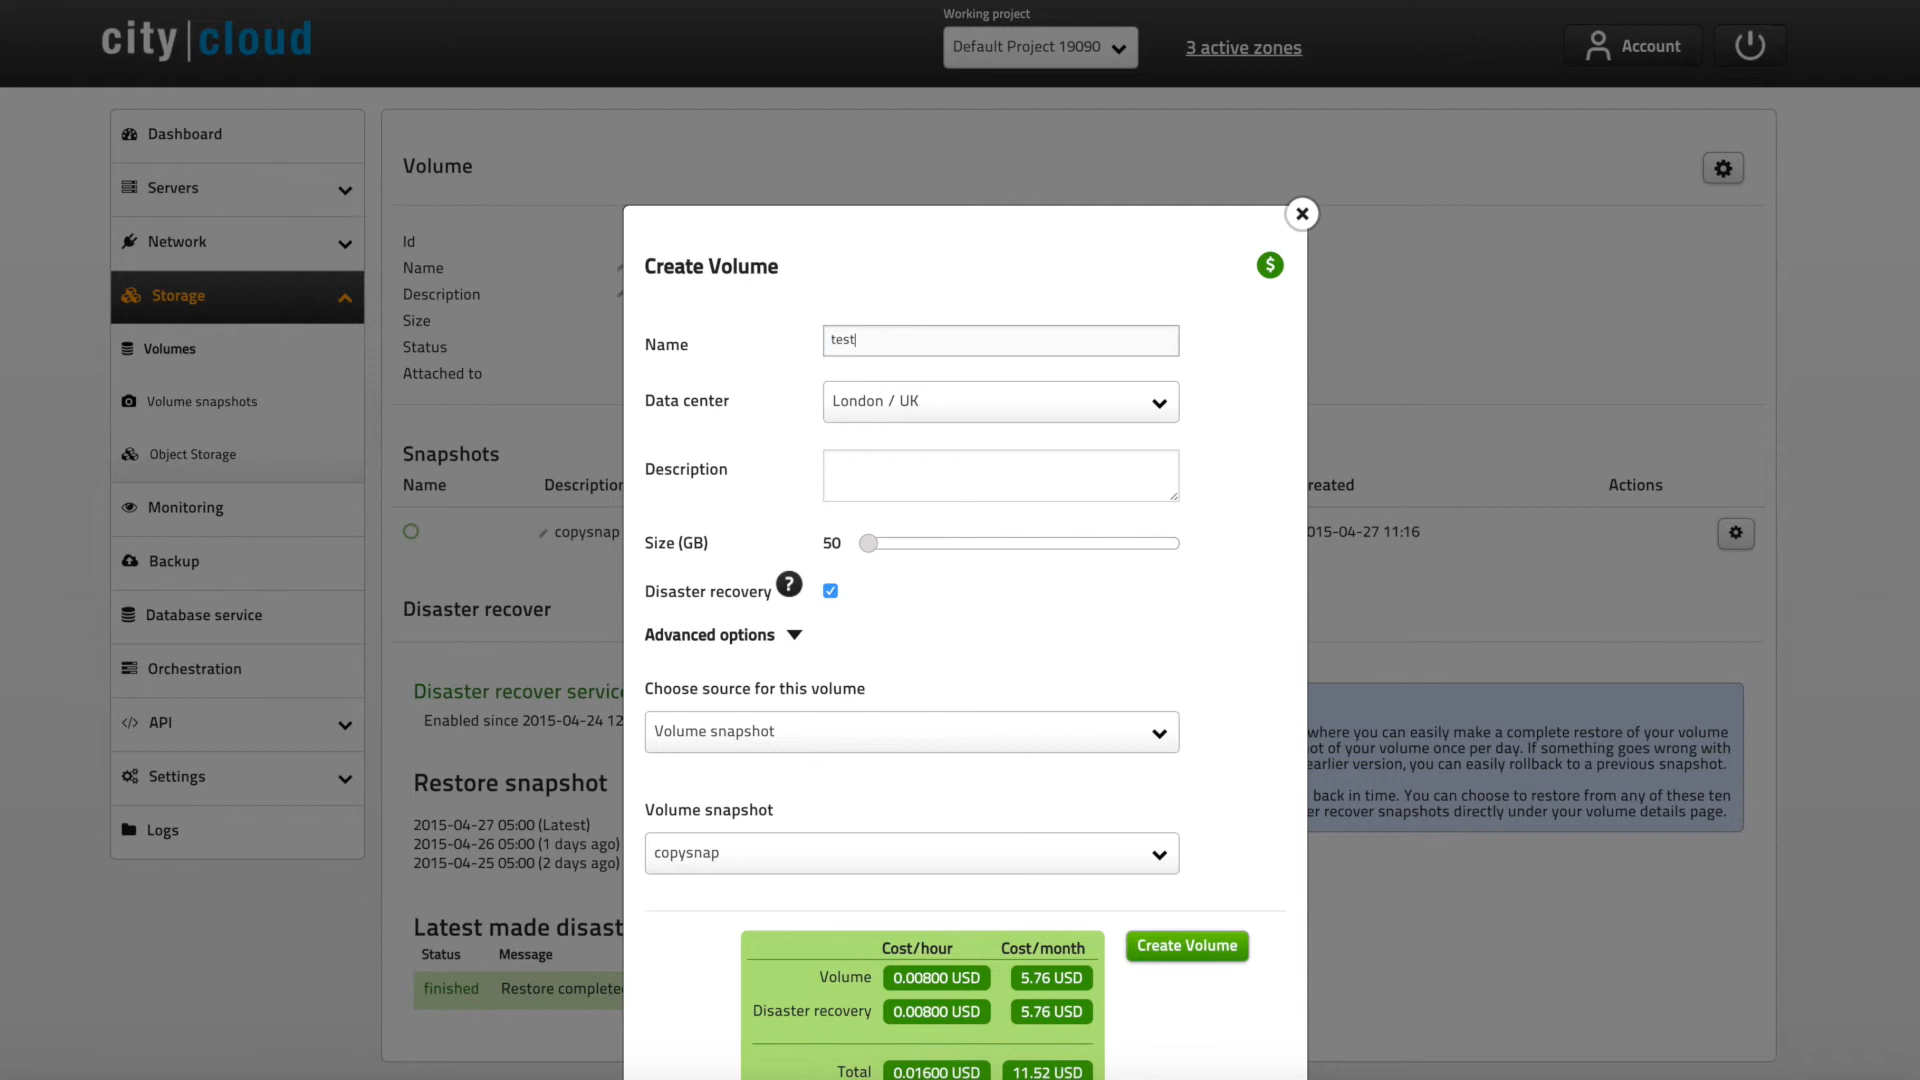 city|cloud
Working project
Default Project 19090
3 active zones
Account
Dashboard
Servers
Network
Storage
Volumes
Volume snapshots
Object Storage
Monitoring
Backup
Database service
Orchestration
</> API
Settings
Logs
Volume
Id
Name
Description
Size
Status
Attached to
Snapshots
Name Description reated Actions
copysnap 015-04-27 11:16
Disaster recover
Disaster recover service
Enabled since 2015-04-24 12
where you can easily make a complete restore of your volume
ot of your volume once per day. If something goes wrong with
earlier version, you can easily rollback to a previous snapshot.
back in time. You can choose to restore from any of these ten
er recover snapshots directly under your volume details page.
Restore snapshot
2015-04-27 05:00 (Latest)
2015-04-26 05:00 (1 days ago)
2015-04-25 05:00 (2 days ago)
Latest made disast
Status Message
finished Restore completed
Create Volume
$
Name test
Data center London / UK
Description
Size (GB) 50
Disaster recovery ?
Advanced options
Choose source for this volume
Volume snapshot
Volume snapshot
copysnap
Cost/hour Cost/month
Volume 0.00800 USD 5.76 USD
Disaster recovery 0.00800 USD 5.76 USD
Total 0.01600 USD 11.52 USD
Create Volume